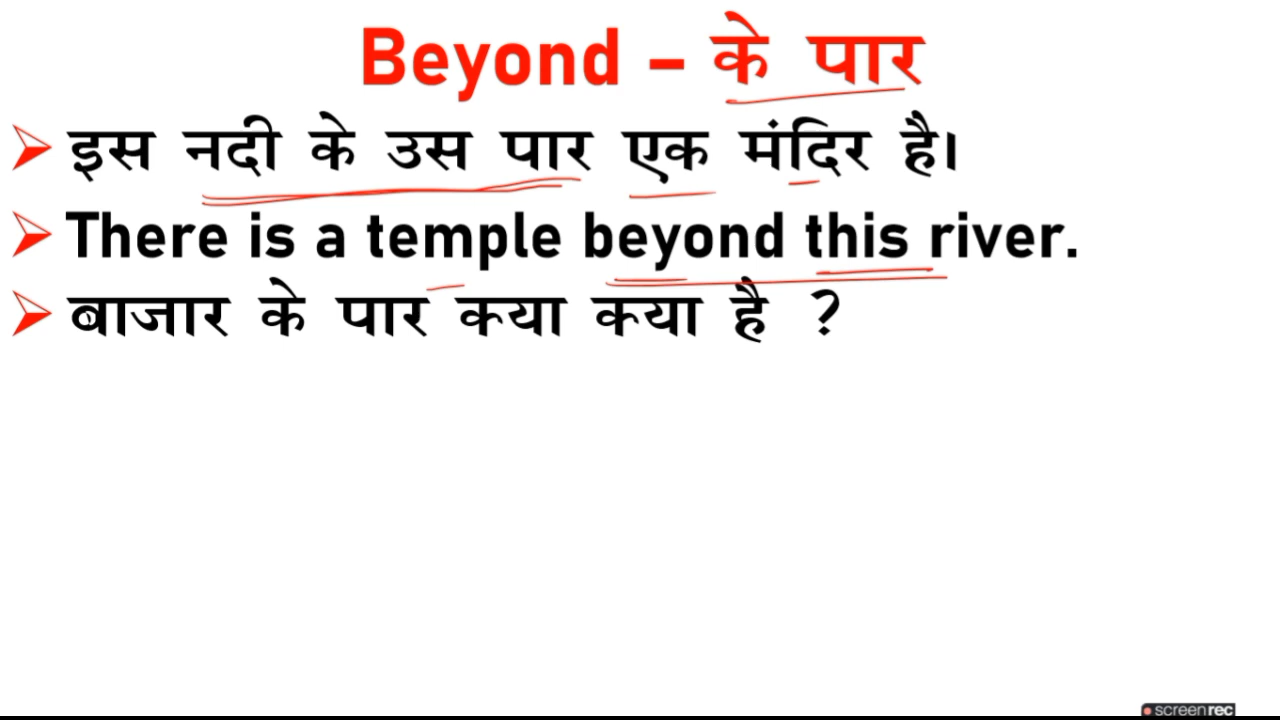 Beyond – के पार
इस नदी के उस पार एक मंदिर है।
There is a temple beyond this river.
बाजार के पार क्या क्या है ?
screenrec